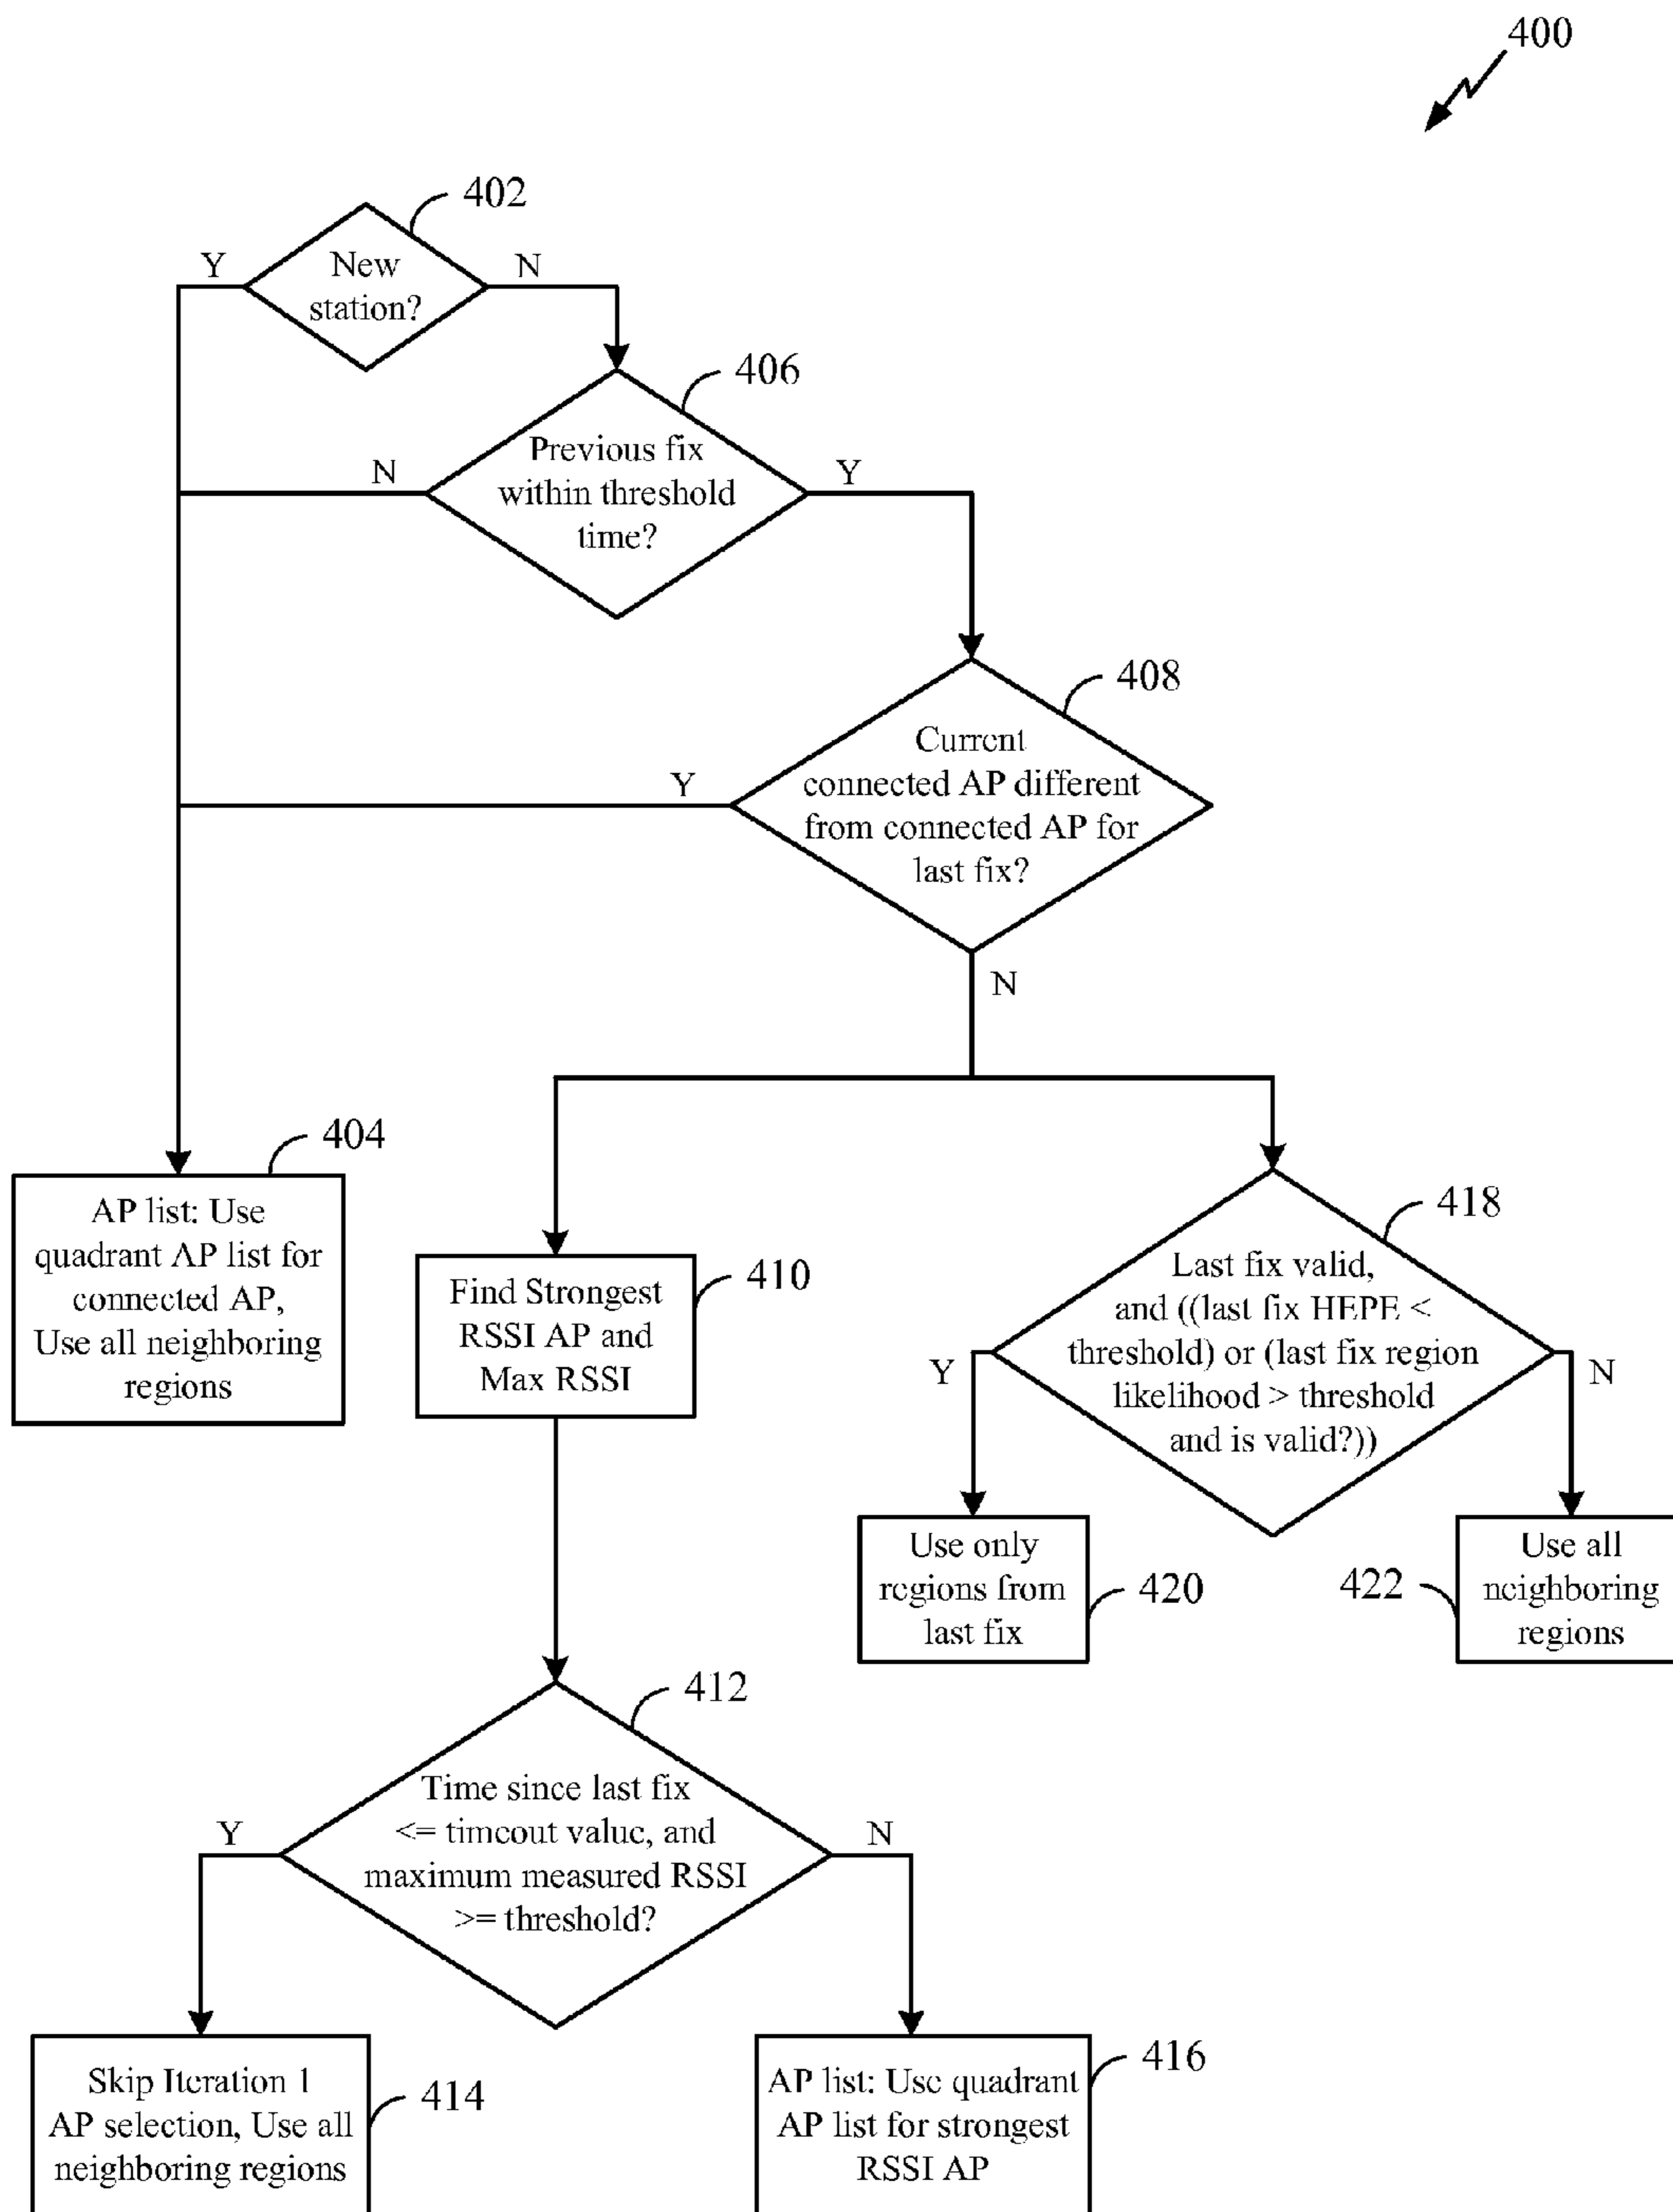 400
402
New
station?
Y
N
406
Previous fix
within threshold
time?
N
Y
408
Current
connected AP different
from connected AP for
last fix?
Y
N
404
AP list: Use
quadrant AP list for
connected AP,
Use all neighboring
regions
410
Find Strongest
RSSI AP and
Max RSSI
418
Last fix valid,
and ((last fix HEPE <
threshold) or (last fix region
likelihood > threshold
and is valid?))
Y
N
420
Use only
regions from
last fix
422
Use all
neighboring
regions
412
Time since last fix
<= timeout value, and
maximum measured RSSI
>= threshold?
Y
N
414
Skip Iteration 1
AP selection, Use all
neighboring regions
416
AP list: Use quadrant
AP list for strongest
RSSI AP